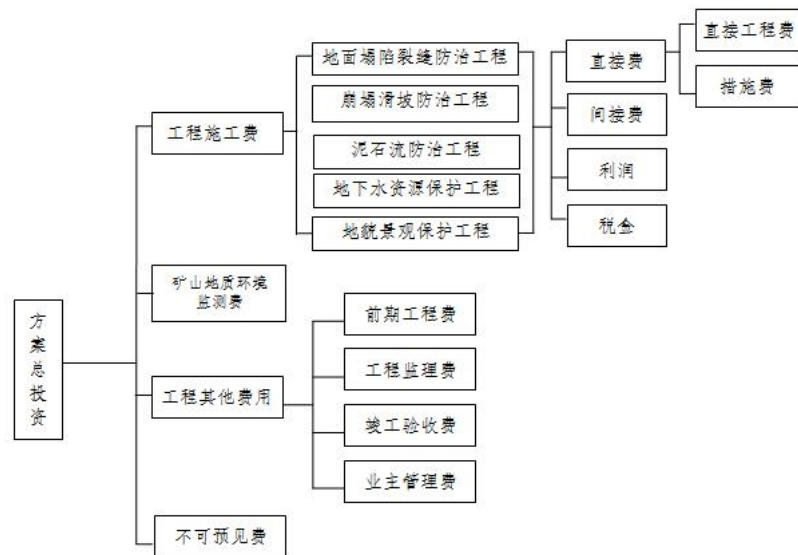 直接工程费
地面塌陷裂缝防治工程
直接费
措施费
崩塌滑坡防治工程
工程施工费
间接费
泥石流防治工程
利润
地下水资源保护工程
地貌景观保护工程
税金
矿山地质环境
监测费
前期工程费
方案总投资
工程监理费
工程其他费用
竣工验收费
业主管理费
不可预见费